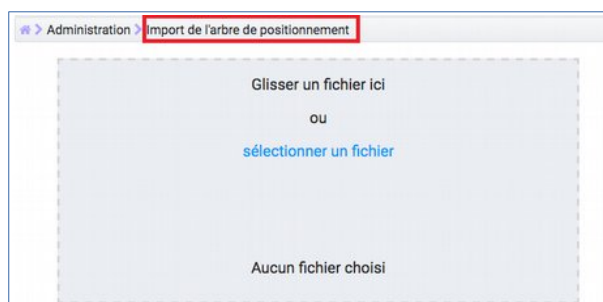 > Administration > Import de l'arbre de positionnement
Glisser un fichier ici
ou
sélectionner un fichier
Aucun fichier choisi